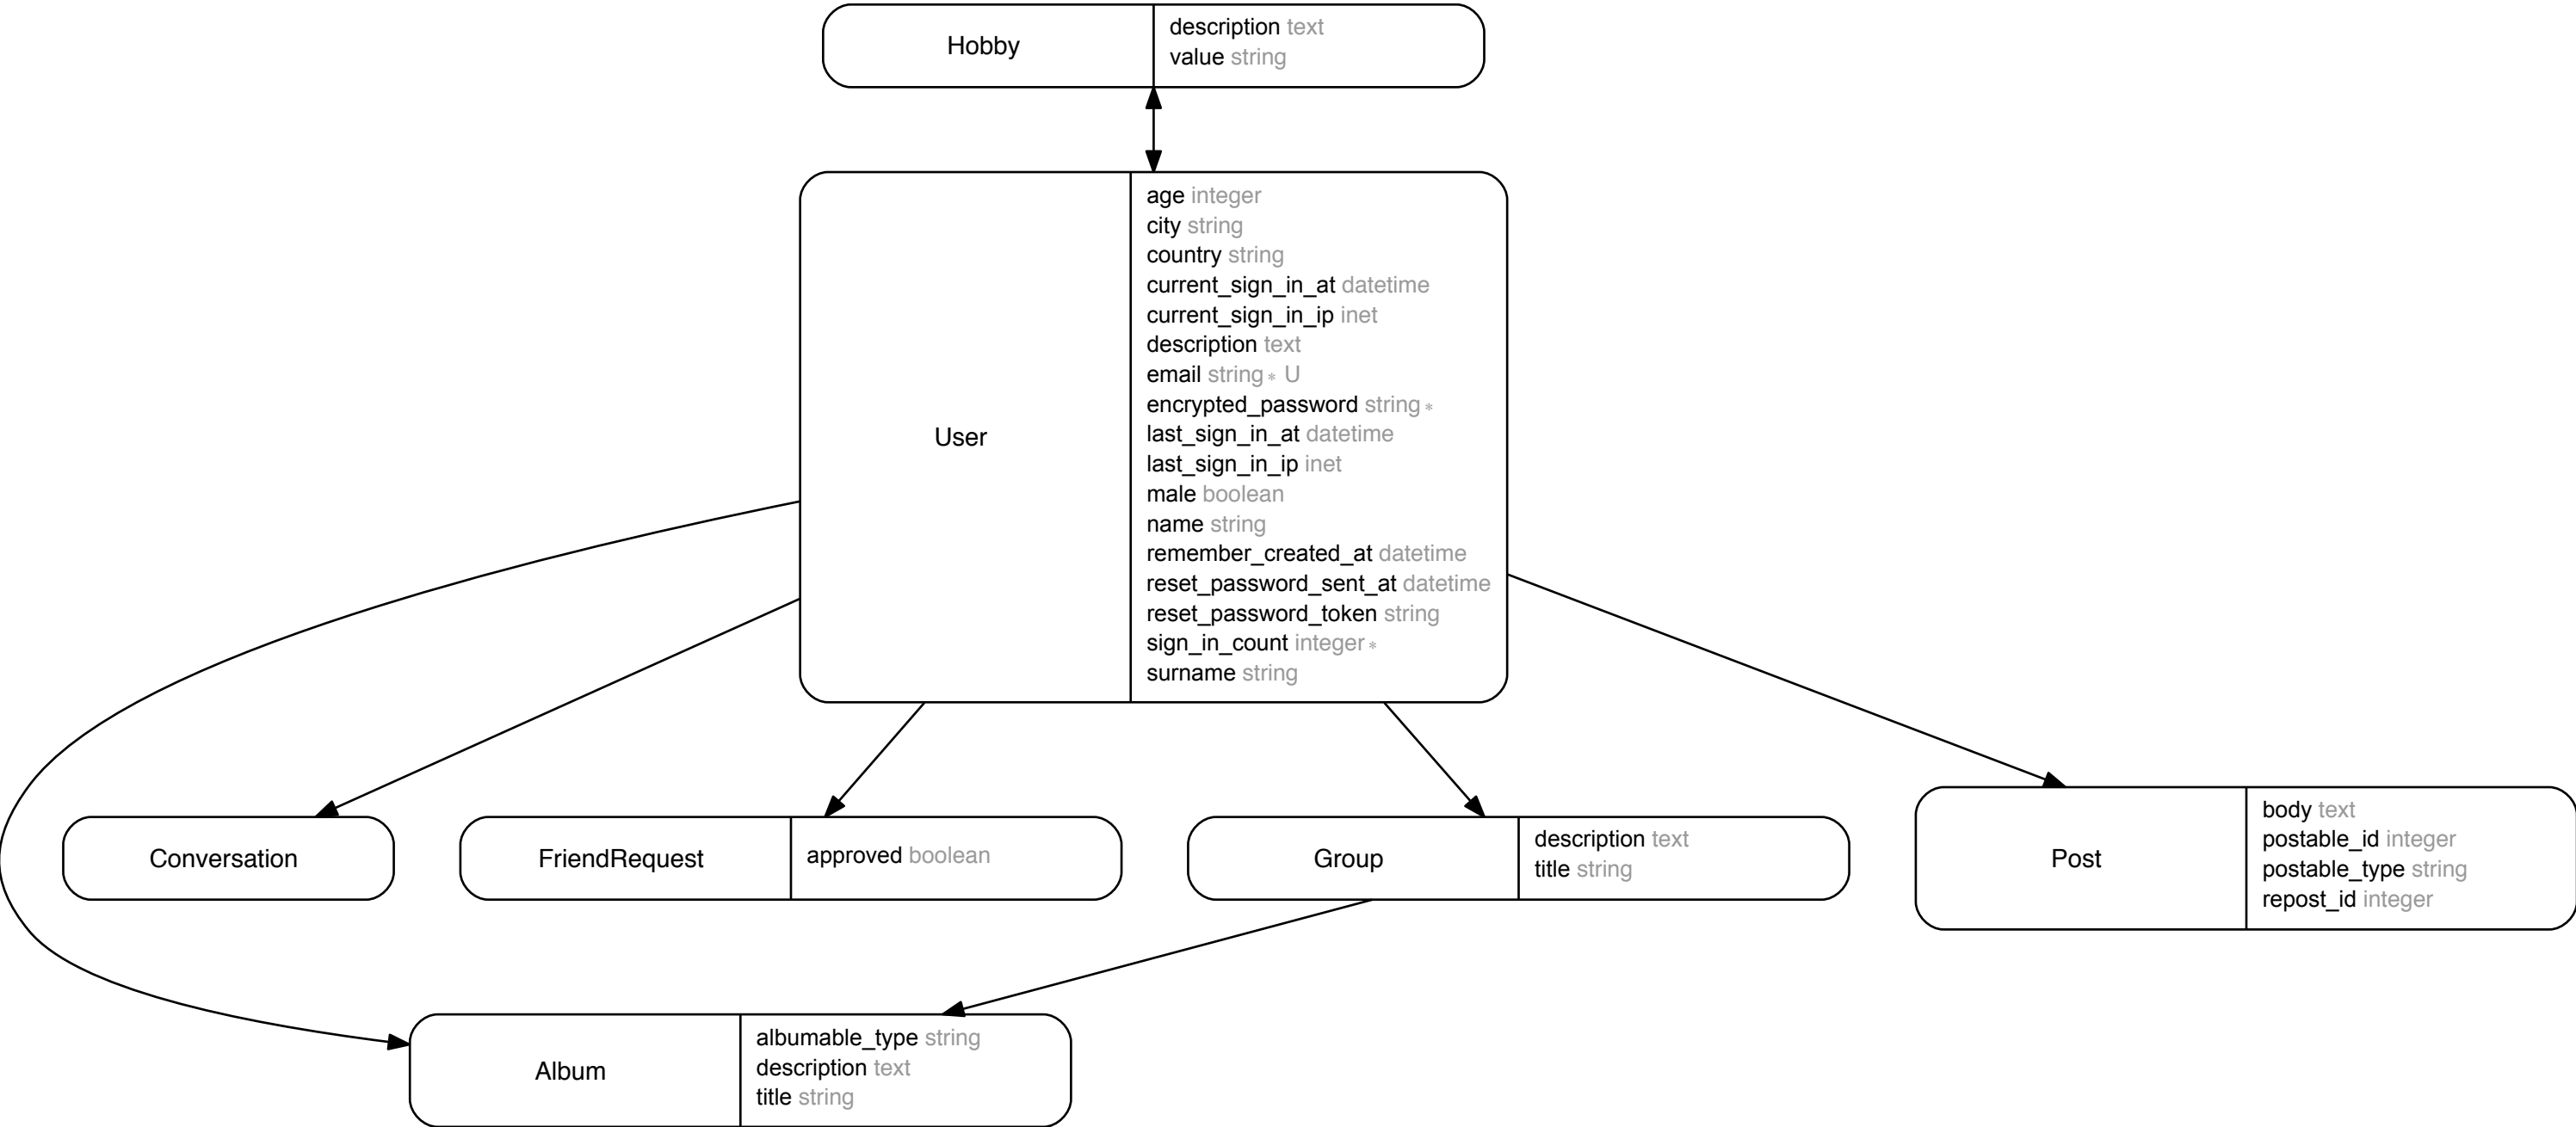 Hobby
description text
value string
User
age integer
city string
country string
current_sign_in_at datetime
current_sign_in_ip inet
description text
email string ∗ U
encrypted_password string ∗
last_sign_in_at datetime
last_sign_in_ip inet
male boolean
name string
remember_created_at datetime
reset_password_sent_at datetime
reset_password_token string
sign_in_count integer ∗
surname string
Conversation
FriendRequest
approved boolean
Group
description text
title string
Post
body text
postable_id integer
postable_type string
repost_id integer
Album
albumable_type string
description text
title string